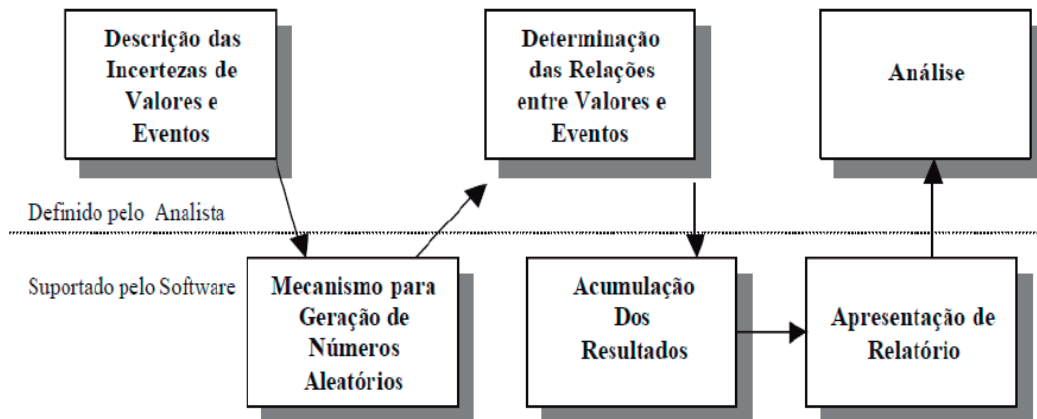 Descrição das
Incertezas de
Valores e
Eventos
Determinação
das Relações
entre Valores e
Eventos
Análise
Definido pelo Analista
Suportado pelo Software
Mecanismo para
Geração de
Números
Aleatórios
Acumulação
Dos
Resultados
Apresentação de
Relatório